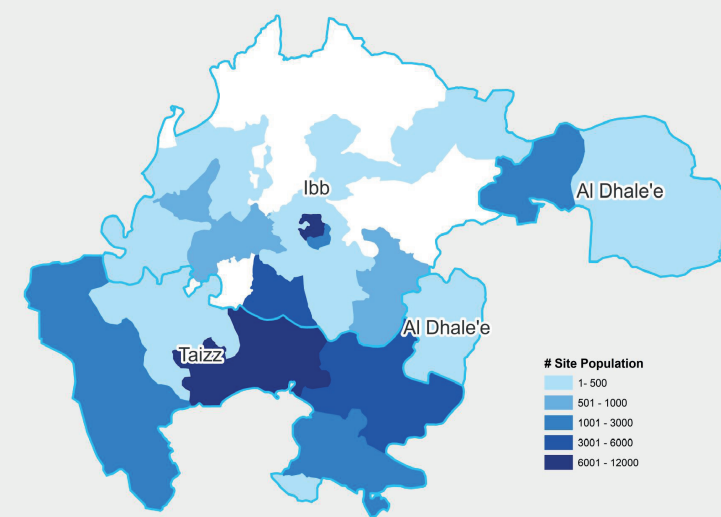 Ibb
Al Dhale'e
Al Dhale'e
Taizz
# Site Population
1- 500
501 - 1000
1001 - 3000
3001 - 6000
6001 - 12000